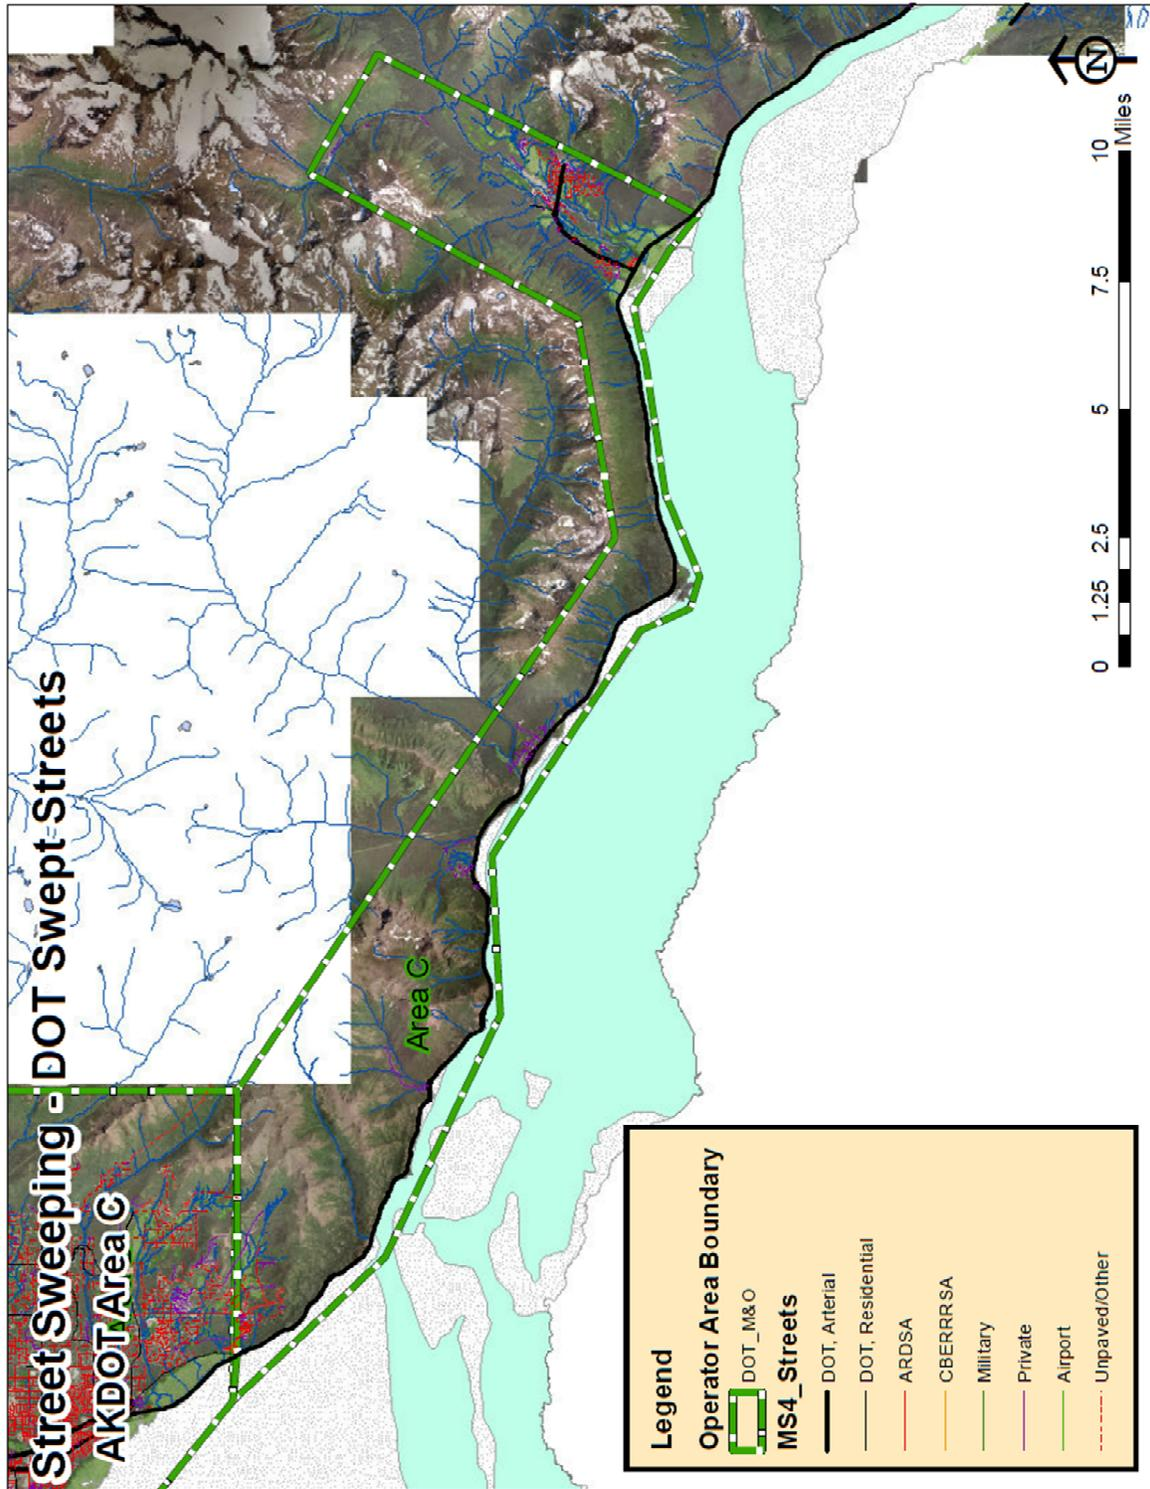 Street Sweeping - DOT Swept Streets
AKDOT Area C
Area C
Legend
Operator Area Boundary
DOT_M&O
MS4_Streets
DOT, Arterial
DOT, Residential
ARDSA
CBERRRSA
Military
Private
Airport
Unpaved/Other
0 1.25 2.5 5 7.5 10
Miles
N